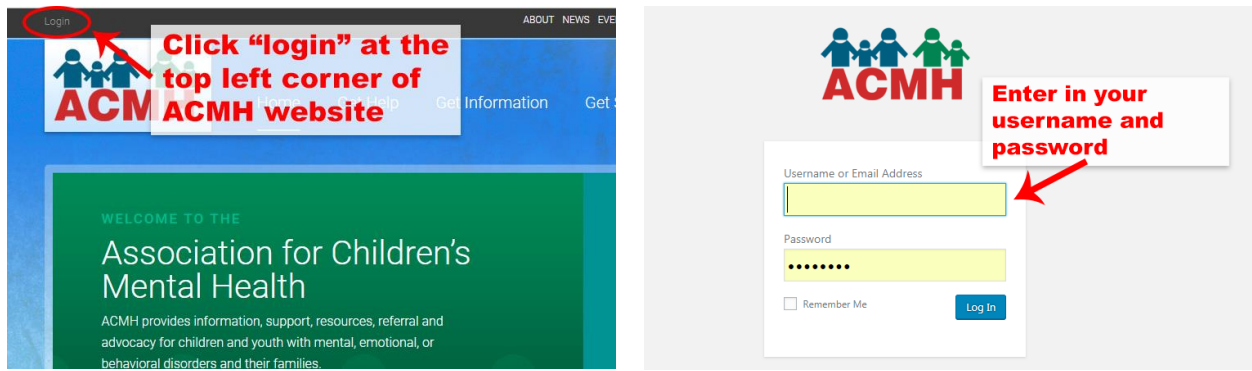 Login
ABOUT NEWS
Click “login” at the
top left corner of
ACMH website
ACMH
Home Get Help Get Information Get
WELCOME TO THE
Association for Children’s
Mental Health
ACMH provides information, support, resources, referral and
advocacy for children and youth with mental, emotional, or
behavioral disorders and their families.
ACMH
Enter in your
username and
password
Username or Email Address
Password
Remember Me
Log In